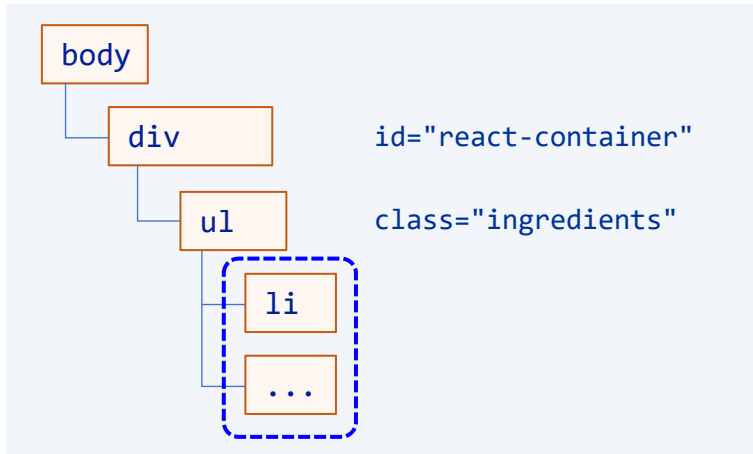 body
div id="react-container"
ul class="ingredients"
li
...